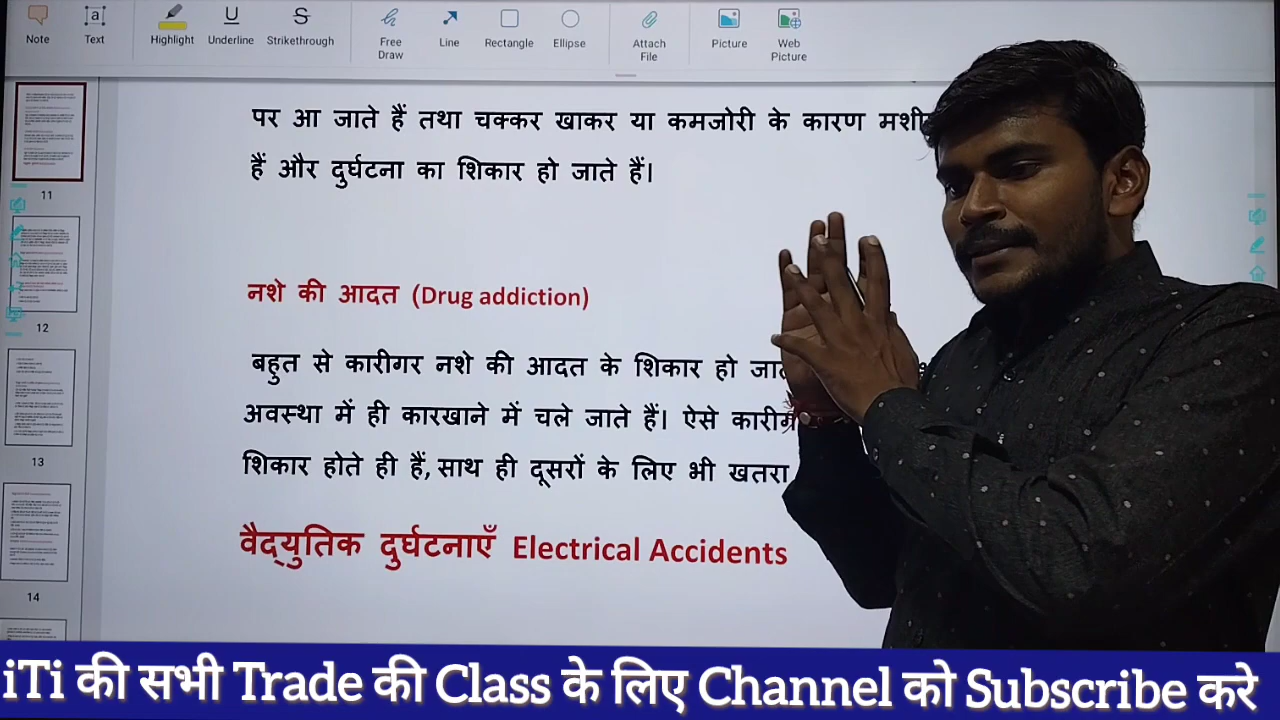 Note
Text
Highlight
Underline
Strikethrough
Free Draw
Line
Rectangle
Ellipse
Attach File
Picture
Web Picture
11
12
13
14
पर आ जाते हैं तथा चक्कर खाकर या कमजोरी के कारण
हैं और दुर्घटना का शिकार हो जाते हैं।
नशे की आदत (Drug addiction)
बहुत से कारीगर नशे की आदत के शिकार हो
अवस्था में ही कारखाने में चले जाते हैं। ऐसे
शिकार होते ही हैं, साथ ही दूसरों के लिए भी खतरा
वैद्युतिक दुर्घटनाएँ Electrical Accidents
iTi की सभी Trade की Class के लिए Channel को Subscribe करे